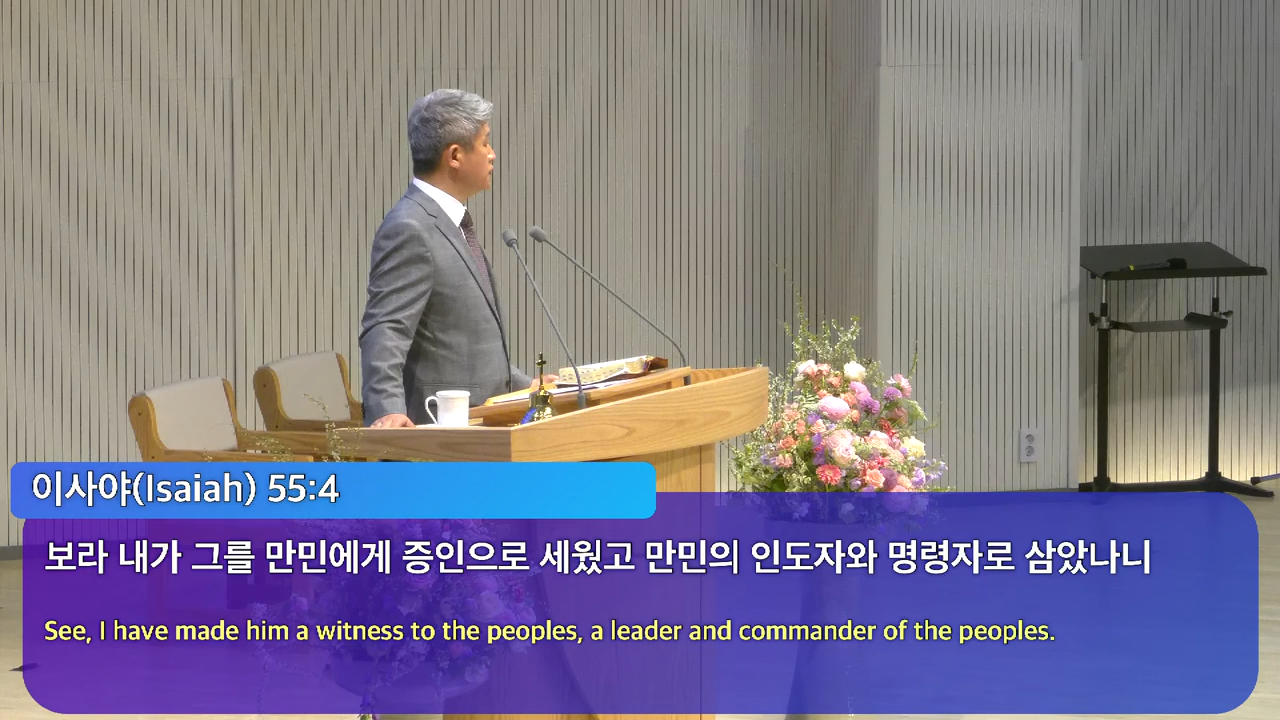 이사야(Isaiah) 55:4
보라 내가 그를 만민에게 증인으로 세웠고 만민의 인도자와 명령자로 삼았나니
See, I have made him a witness to the peoples, a leader and commander of the peoples.